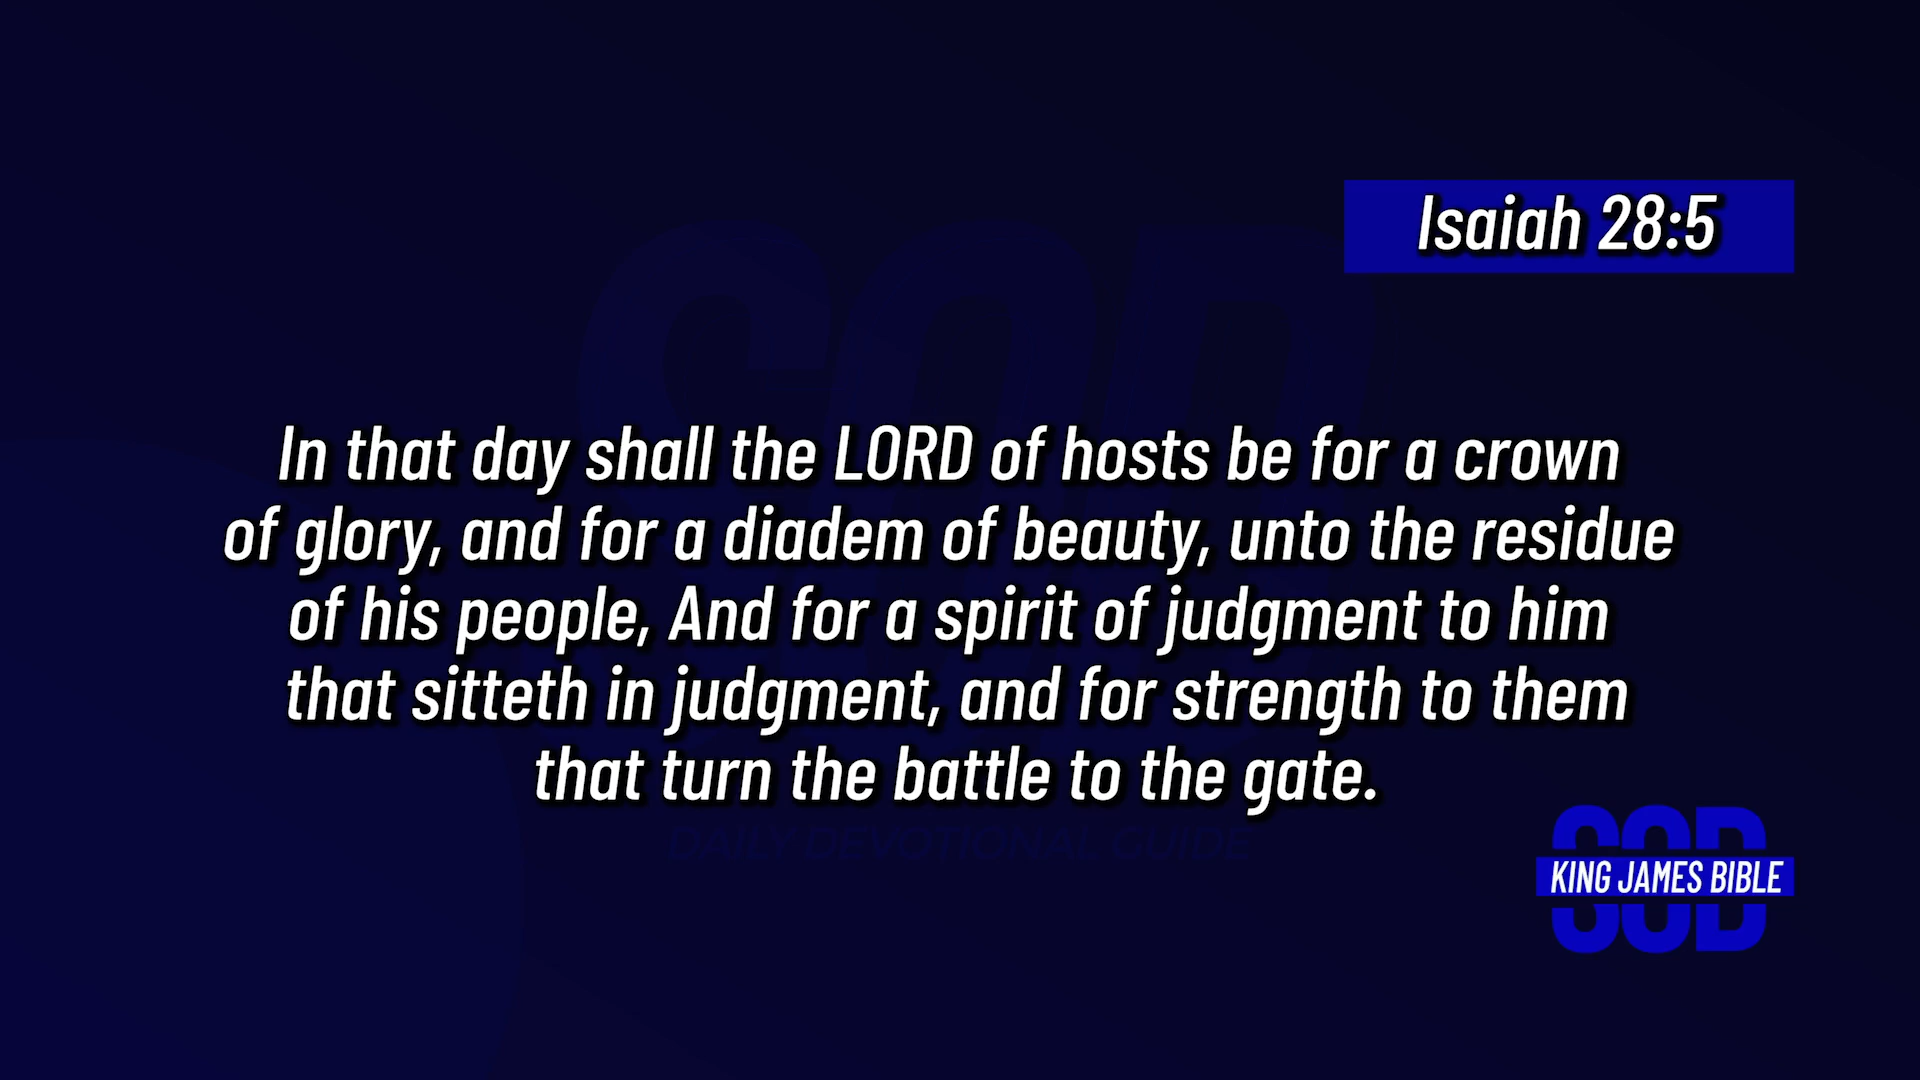 Isaiah 28:5
In that day shall the LORD of hosts be for a crown
of glory, and for a diadem of beauty, unto the residue
of his people, And for a spirit of judgment to him
that sitteth in judgment, and for strength to them
that turn the battle to the gate.
DAILY DEVOTIONAL GUIDE
SOD
KING JAMES BIBLE